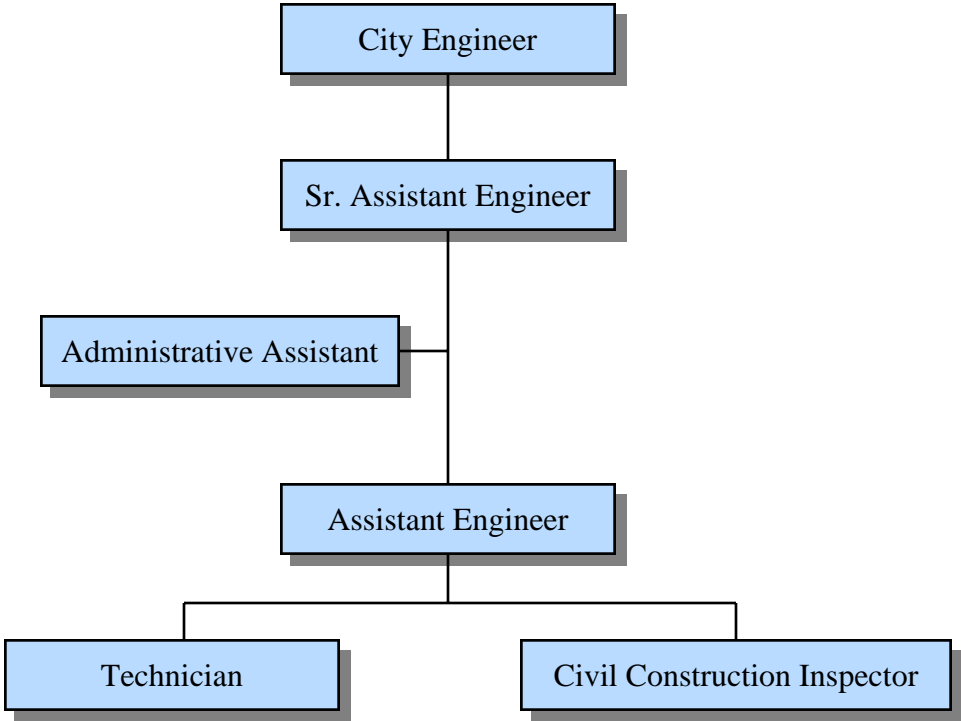 City Engineer
Sr. Assistant Engineer
Administrative Assistant
Assistant Engineer
Technician
Civil Construction Inspector